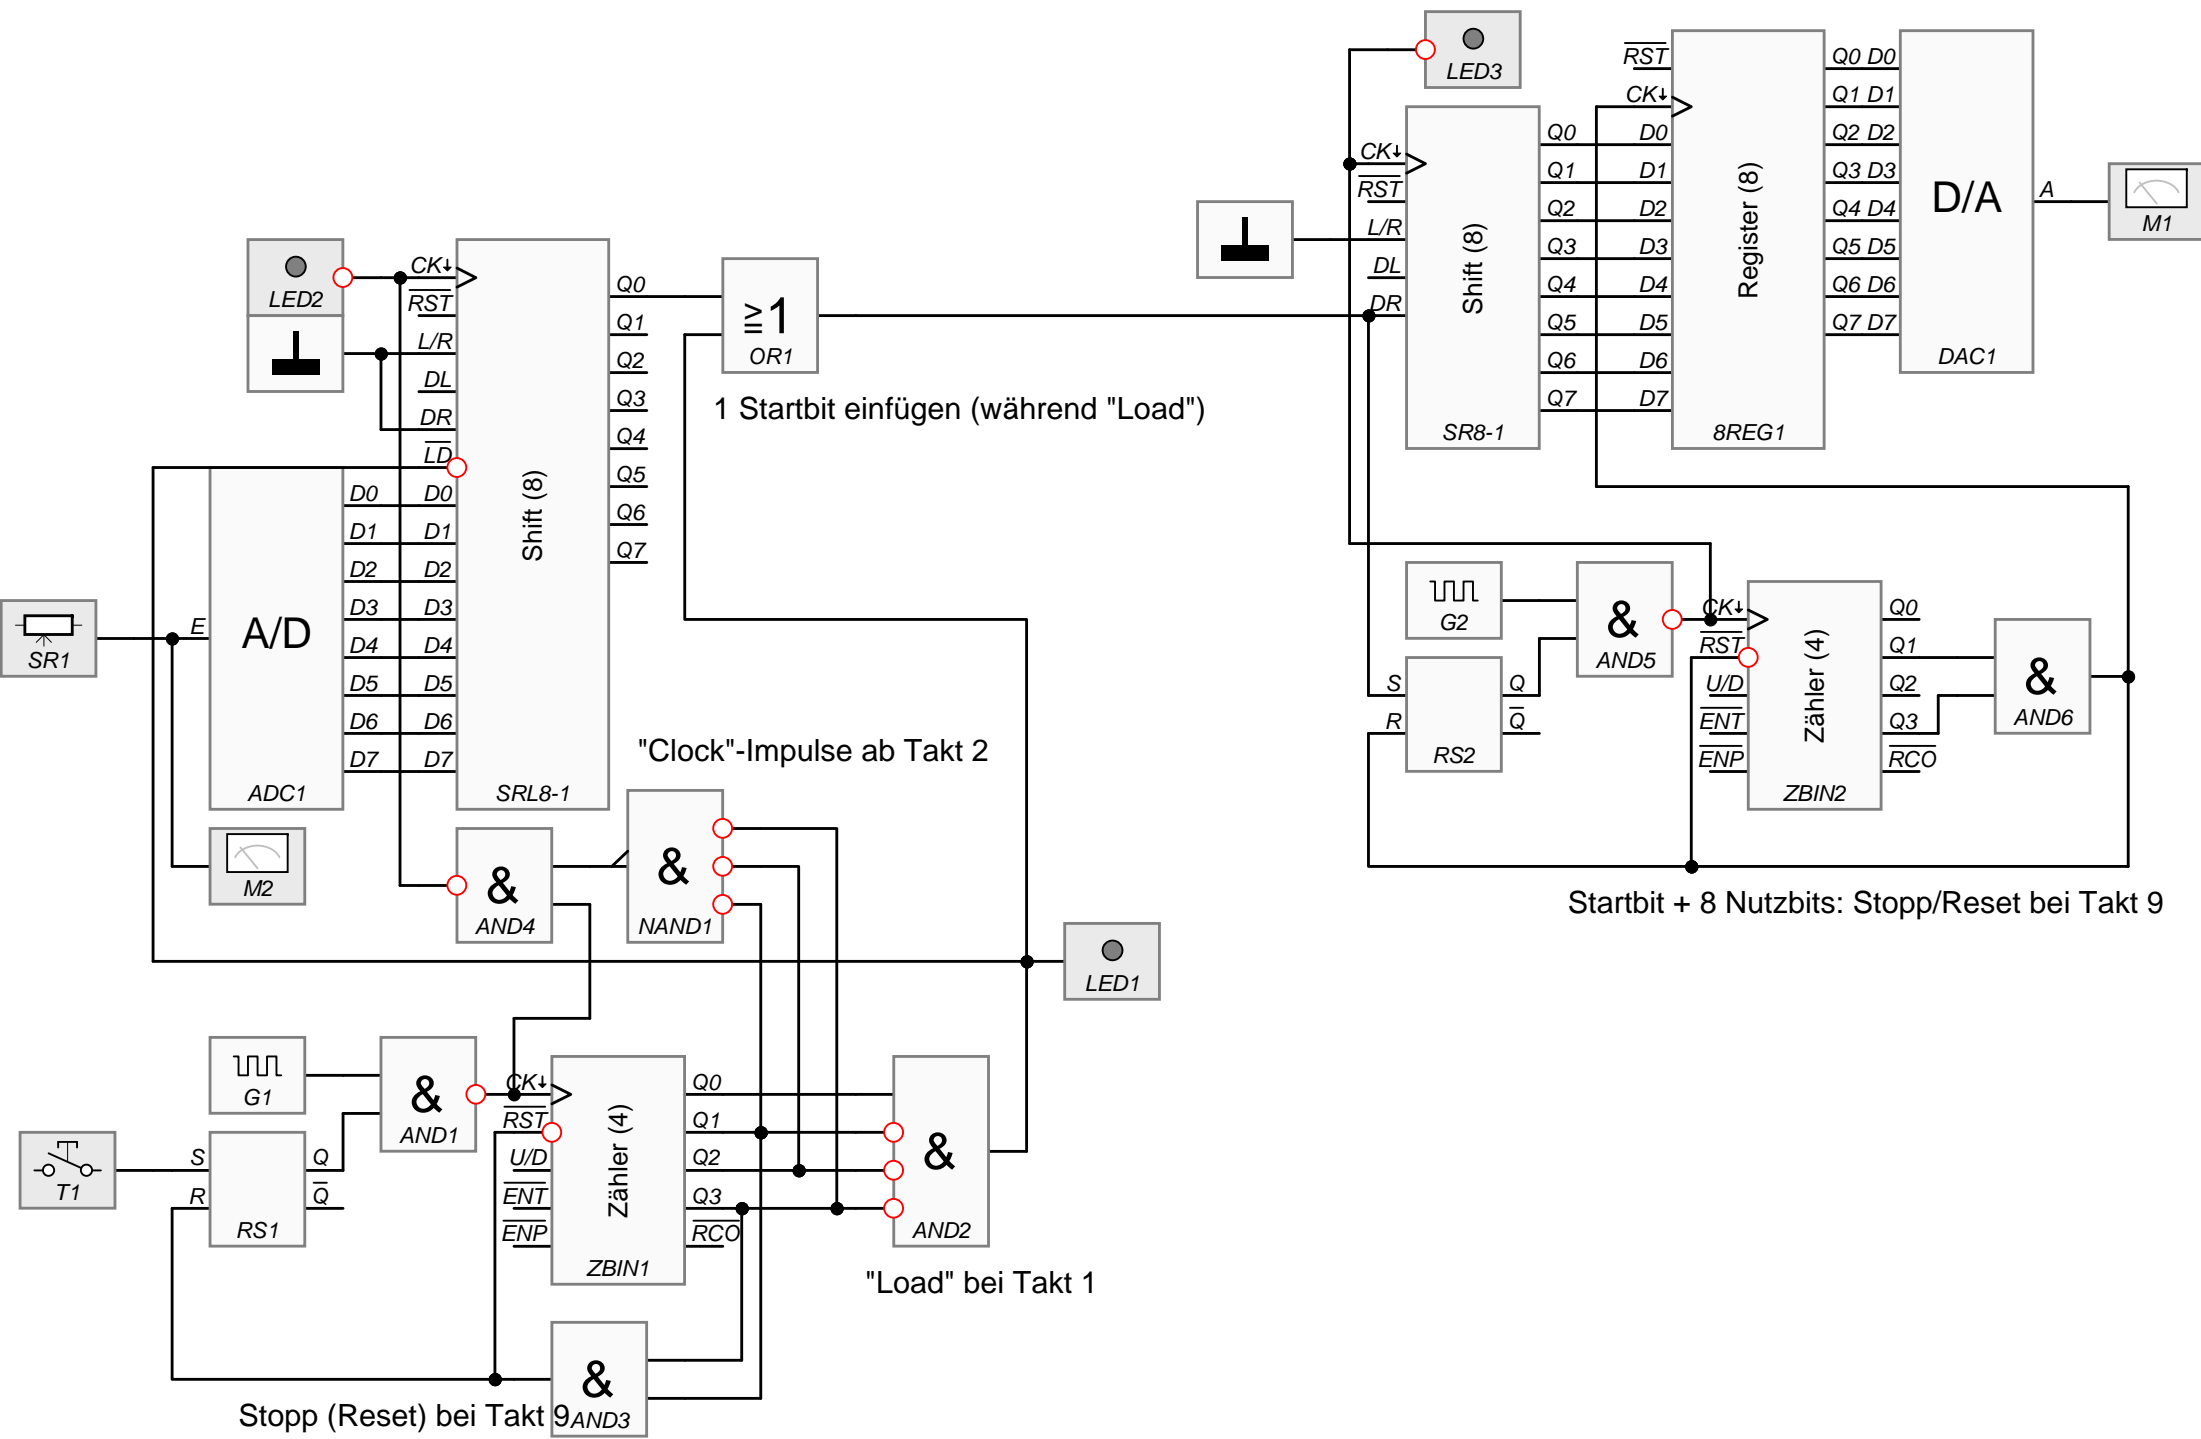 LED3
RST
CK↓
D0
D1
D2
D3
D4
D5
D6
D7
Register (8)
8REG1
Q0 D0
Q1 D1
Q2 D2
Q3 D3
Q4 D4
Q5 D5
Q6 D6
Q7 D7
D/A
DAC1
A
M1
CK↓
RST
L/R
DL
DR
Shift (8)
SR8-1
Q0
Q1
Q2
Q3
Q4
Q5
Q6
Q7
LED2
CK↓
RST
L/R
DL
DR
LD
D0
D1
D2
D3
D4
D5
D6
D7
Shift (8)
SRL8-1
Q0
Q1
Q2
Q3
Q4
Q5
Q6
Q7
≧1
OR1
1 Startbit einfügen (während "Load")
SR1
E
A/D
ADC1
D0
D1
D2
D3
D4
D5
D6
D7
M2
"Clock"-Impulse ab Takt 2
&
AND4
&
NAND1
LED1
G2
&
AND5
S
R
Q
Q
RS2
CK↓
RST
U/D
ENT
ENP
Zähler (4)
ZBIN2
Q0
Q1
Q2
Q3
RCO
&
AND6
Startbit + 8 Nutzbits: Stopp/Reset bei Takt 9
G1
&
AND1
T1
S
R
Q
Q
RS1
CK↓
RST
U/D
ENT
ENP
Zähler (4)
ZBIN1
Q0
Q1
Q2
Q3
RCO
&
AND2
"Load" bei Takt 1
&
AND3
Stopp (Reset) bei Takt 9